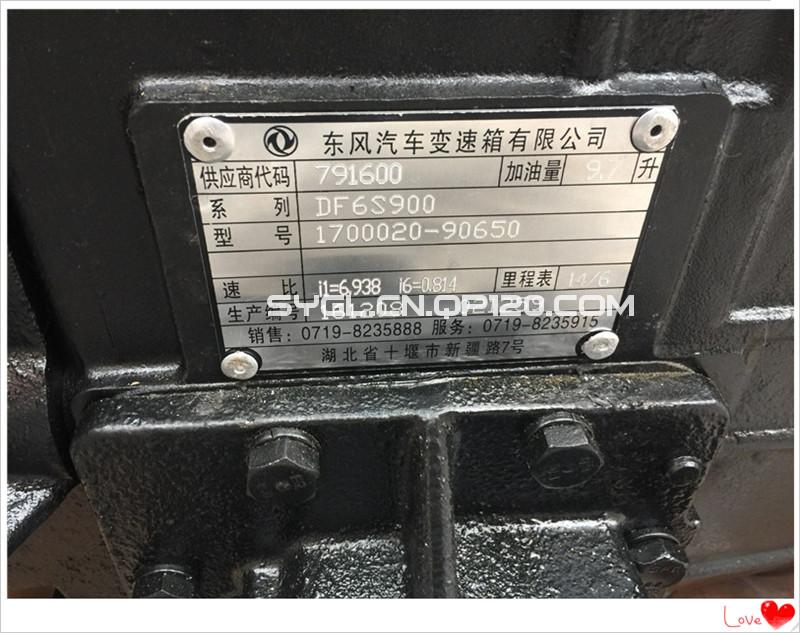 东风汽车变速箱有限公司
供应商代码 791600 加油量 9.7 升
系列 DF6S900
型号 1700020-90650
速比 i1=6.938 i6=0.814 里程表 14/6
生产编号
SYGL.CN.QP120.COM
销售: 0719-8235888 服务: 0719-8235915
湖北省十堰市新疆路7号
Love